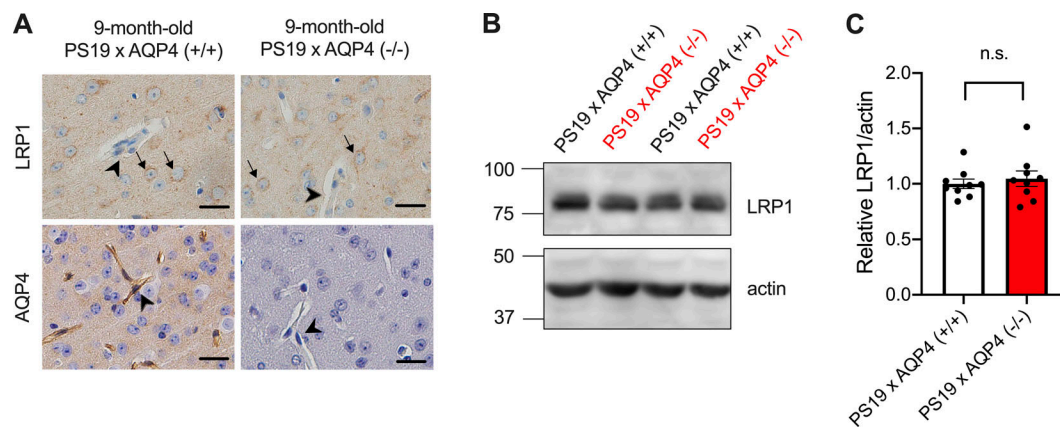 A
9-month-old
PS19 x AQP4 (+/+)
9-month-old
PS19 x AQP4 (-/-)
LRP1
AQP4
B
PS19 x AQP4 (+/+)
PS19 x AQP4 (-/-)
PS19 x AQP4 (+/+)
PS19 x AQP4 (-/-)
100
75
LRP1
50
37
actin
C
n.s.
Relative LRP1/actin
2.0
1.5
1.0
0.5
0.0
PS19 x AQP4 (+/+)
PS19 x AQP4 (-/-)